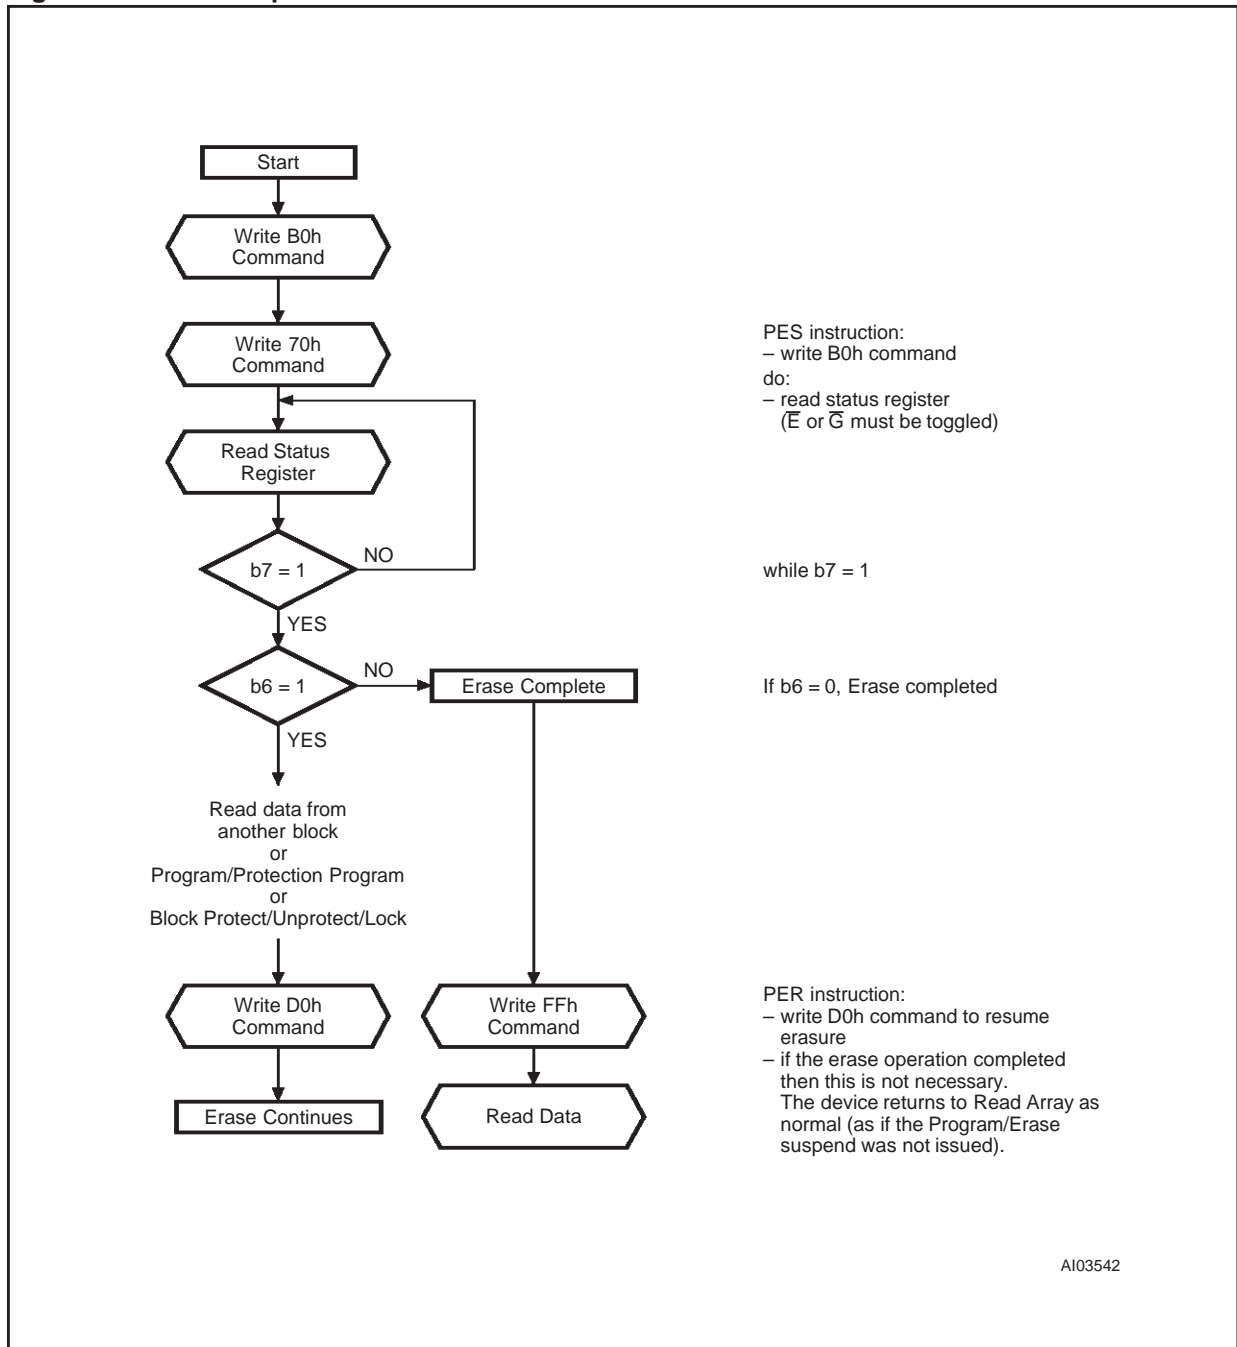 Start
Write B0h
Command
Write 70h
Command
PES instruction:
– write B0h command
do:
– read status register
(E̅ or G̅ must be toggled)
Read Status
Register
b7 = 1
NO
while b7 = 1
YES
b6 = 1
NO
Erase Complete
If b6 = 0, Erase completed
YES
Read data from
another block
or
Program/Protection Program
or
Block Protect/Unprotect/Lock
Write D0h
Command
Write FFh
Command
PER instruction:
– write D0h command to resume
erasure
– if the erase operation completed
then this is not necessary.
The device returns to Read Array as
normal (as if the Program/Erase
suspend was not issued).
Erase Continues
Read Data
AI03542